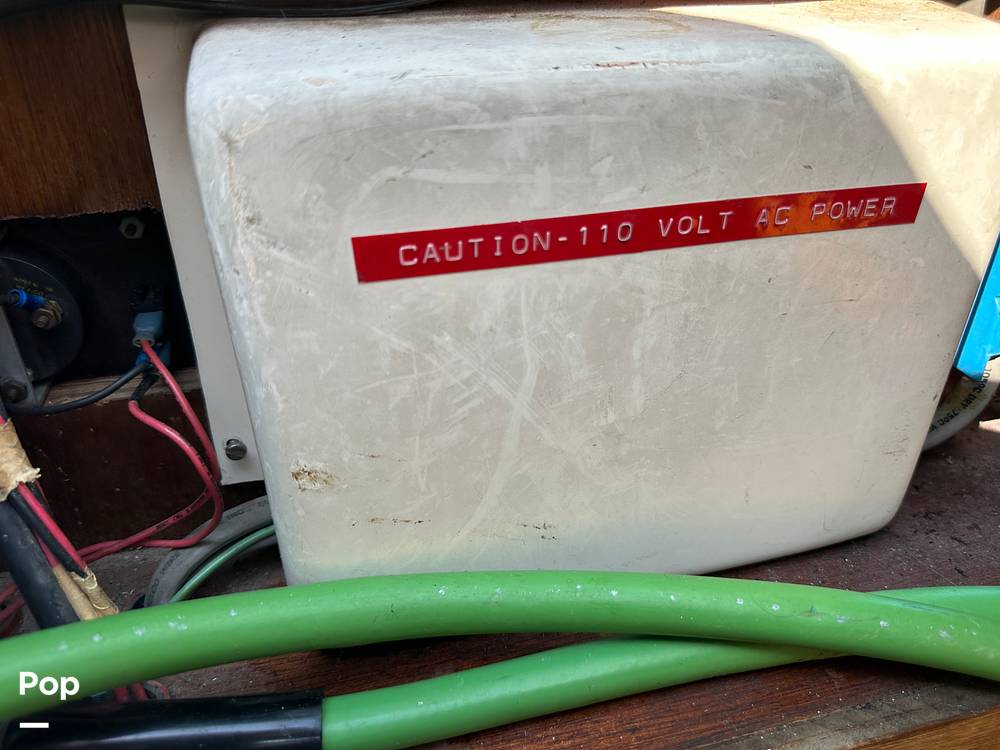 CAUTION-110 VOLT AC POWER
Pop